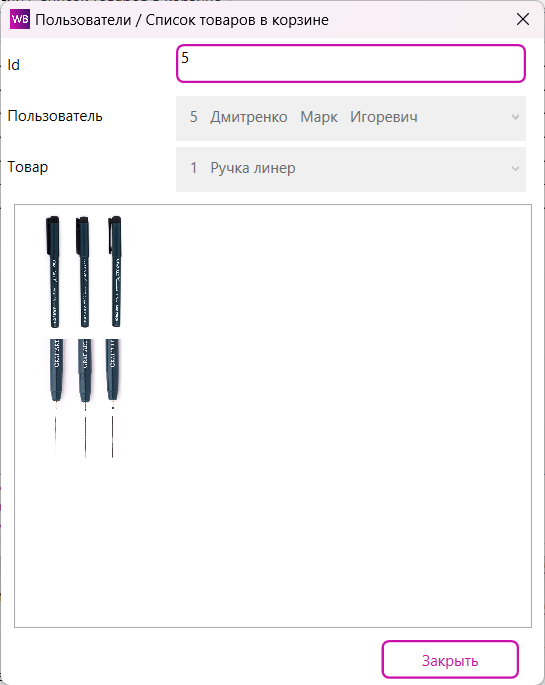 WB Пользователи / Список товаров в корзине
Id 5
Пользователь 5 Дмитренко Марк Игоревич
Товар 1 Ручка линер
Закрыть